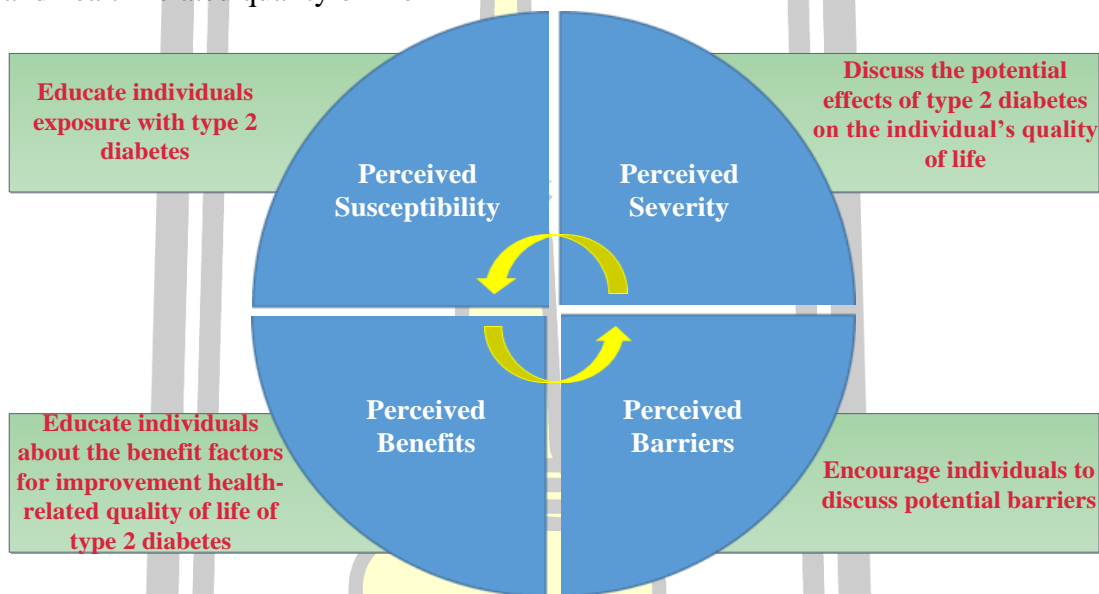 Educate individuals
exposure with type 2
diabetes
Discuss the potential
effects of type 2 diabetes
on the individual's quality
of life
Perceived
Susceptibility
Perceived
Severity
Perceived
Benefits
Perceived
Barriers
Educate individuals
about the benefit factors
for improvement health-
related quality of life of
type 2 diabetes
Encourage individuals to
discuss potential barriers